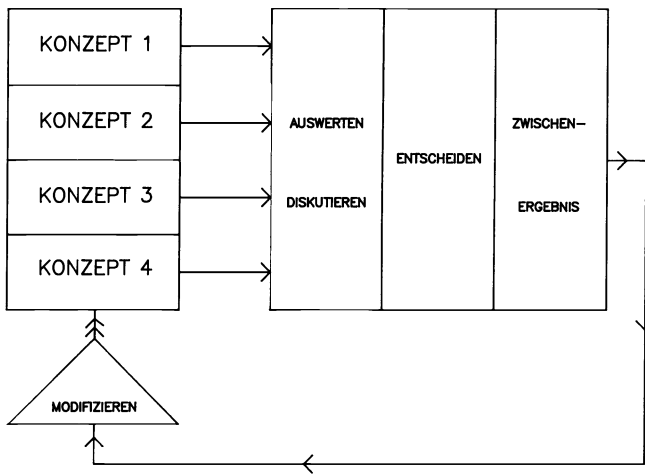 KONZEPT 1
KONZEPT 2
KONZEPT 3
KONZEPT 4
AUSWERTEN
DISKUTIEREN
ENTSCHEIDEN
ZWISCHEN-
ERGEBNIS
MODIFIZIEREN